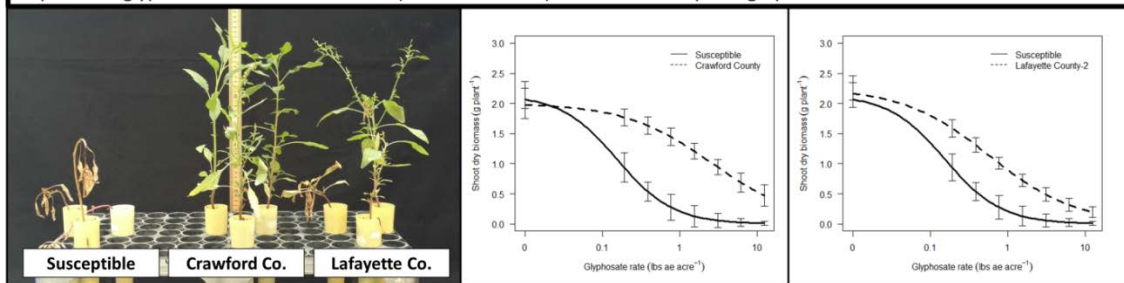 Susceptible
Crawford Co.
Lafayette Co.
Shoot dry biomass (g plant⁻¹)
3.0
2.5
2.0
1.5
1.0
0.5
0.0
Susceptible
Crawford County
0
0.1
1
10
Glyphosate rate (lbs ae acre⁻¹)
Shoot dry biomass (g plant⁻¹)
3.0
2.5
2.0
1.5
1.0
0.5
0.0
Susceptible
Lafayette County-2
0
0.1
1
10
Glyphosate rate (lbs ae acre⁻¹)